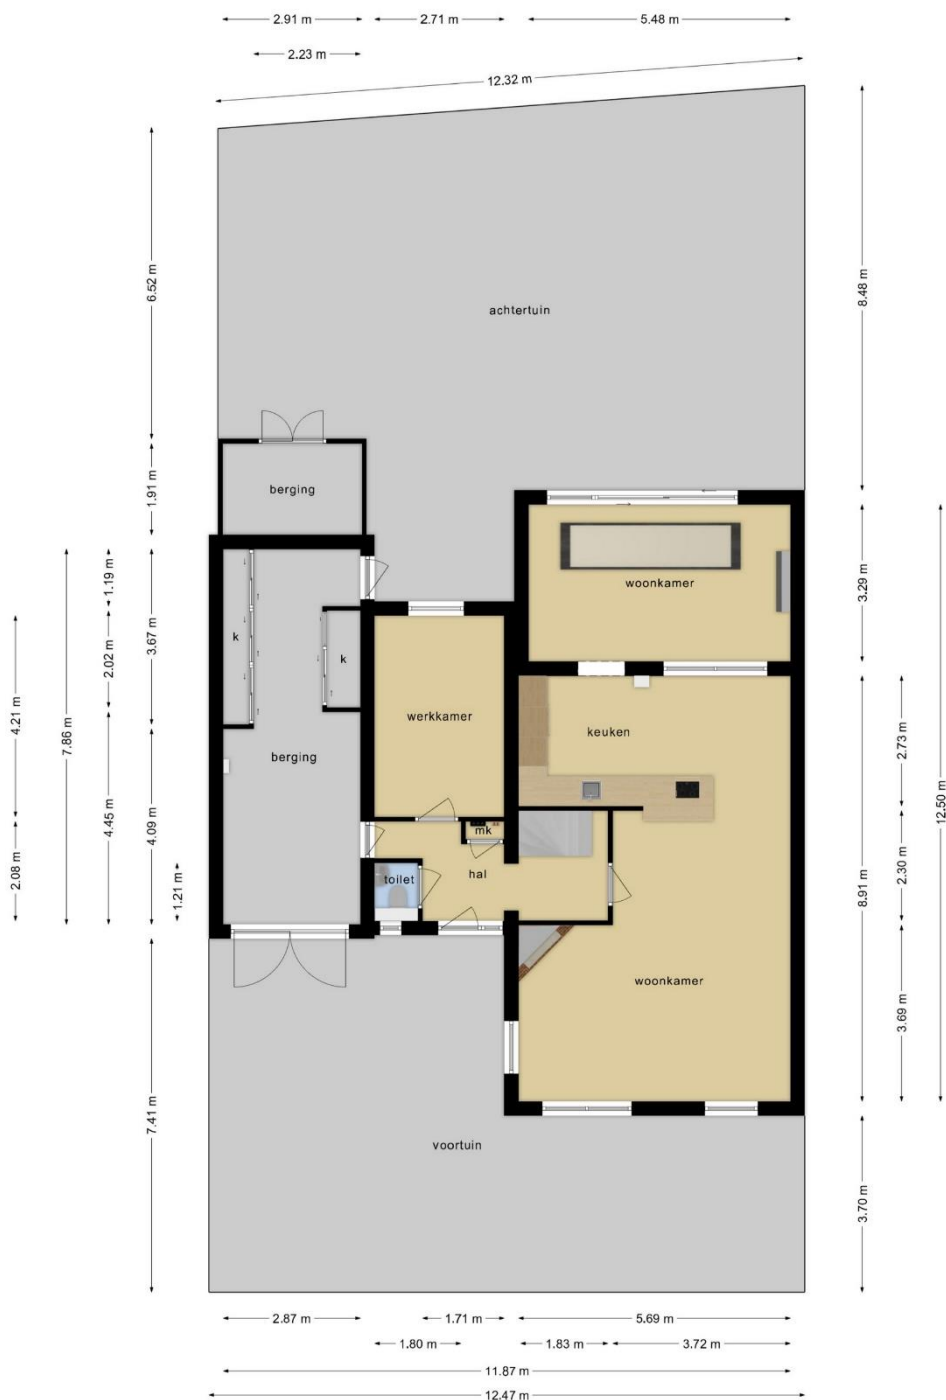 2.91 m 2.71 m 5.48 m
2.23 m
12.32 m
6.52 m
8.48 m
achtertuin
1.91 m
berging
1.19 m
3.67 m
2.02 m
4.21 m
7.86 m
4.45 m
4.09 m
2.08 m
1.21 m
7.41 m
woonkamer
3.29 m
k
k
werkkamer
keuken
berging
2.73 m
12.50 m
mk
toilet
hal
2.30 m
8.91 m
woonkamer
3.69 m
voortuin
3.70 m
2.87 m 1.71 m 5.69 m
1.80 m 1.83 m 3.72 m
11.87 m
12.47 m